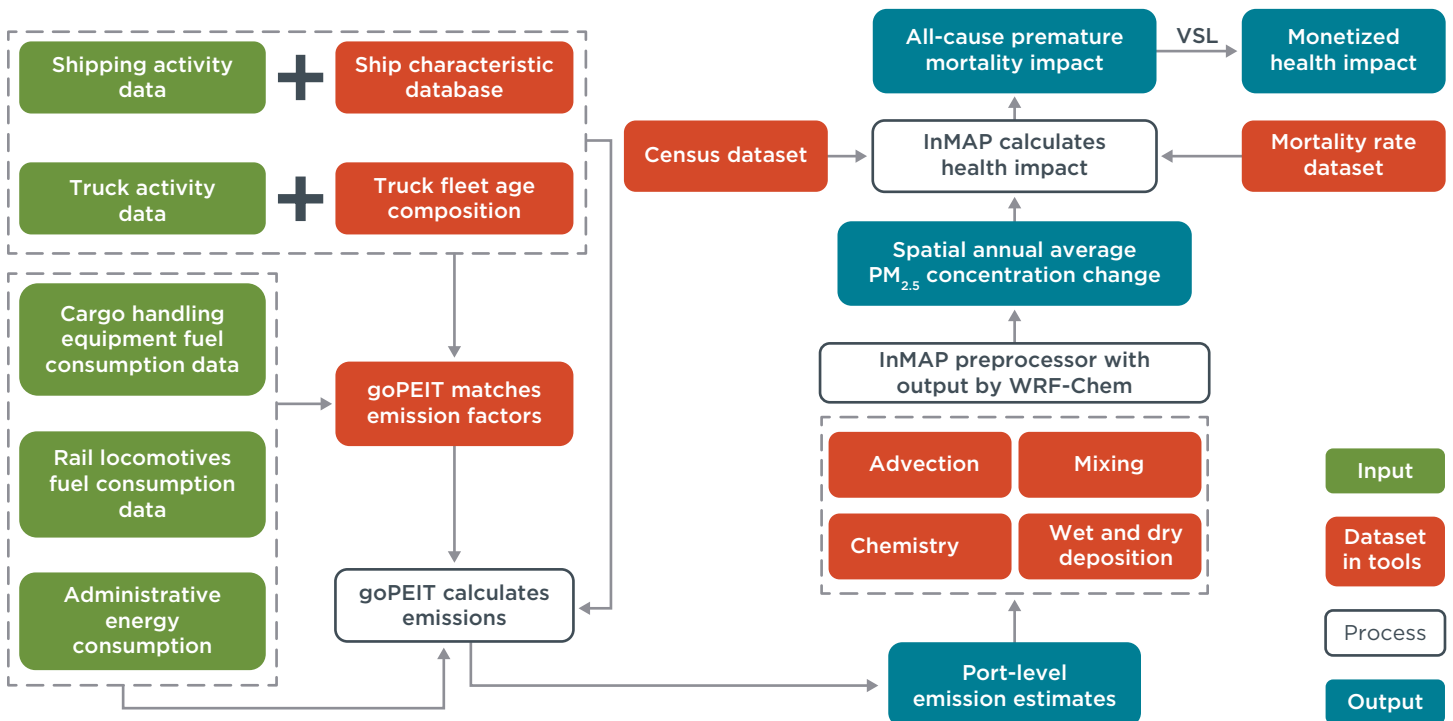 Shipping activity
data
+
Ship characteristic
database
Truck activity
data
+
Truck fleet age
composition
Cargo handling
equipment fuel
consumption data
Rail locomotives
fuel consumption
data
Administrative
energy
consumption
goPEIT matches
emission factors
goPEIT calculates
emissions
All-cause premature
mortality impact
VSL
Monetized
health impact
Census dataset
InMAP calculates
health impact
Mortality rate
dataset
Spatial annual average
PM2.5 concentration change
InMAP preprocessor with
output by WRF-Chem
Advection
Mixing
Chemistry
Wet and dry
deposition
Port-level
emission estimates
Input
Dataset
in tools
Process
Output